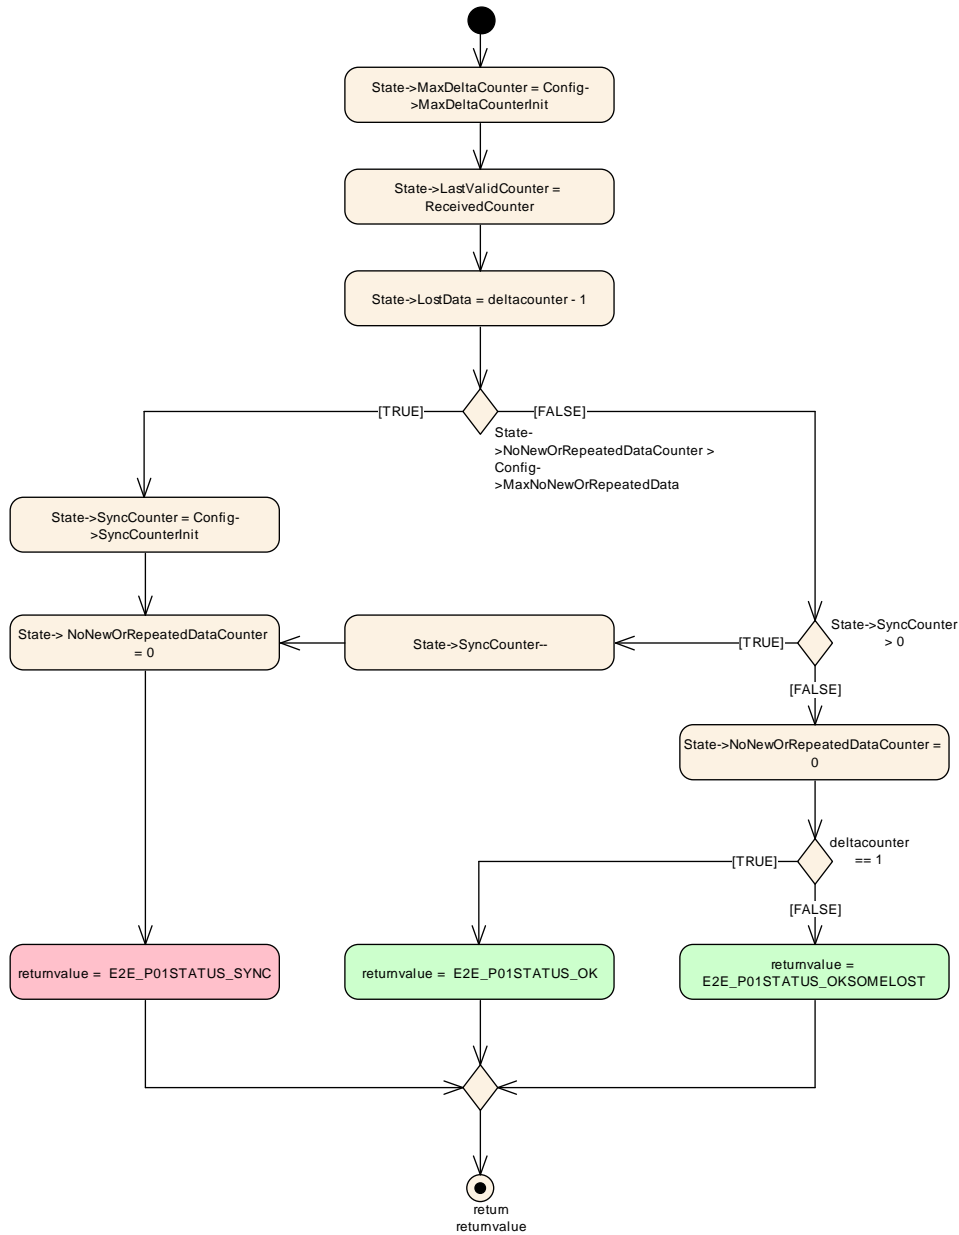 State->MaxDeltaCounter = Config-
>MaxDeltaCounterInit
State->LastValidCounter =
ReceivedCounter
State->LostData = deltacounter - 1
[TRUE]
[FALSE]
State-
>NoNewOrRepeatedDataCounter >
Config-
>MaxNoNewOrRepeatedData
State->SyncCounter = Config-
>SyncCounterInit
State-> NoNewOrRepeatedDataCounter
= 0
State->SyncCounter--
[TRUE]
State->SyncCounter
> 0
[FALSE]
State->NoNewOrRepeatedDataCounter =
0
deltacounter
== 1
[TRUE]
[FALSE]
returnvalue = E2E_P01STATUS_SYNC
returnvalue = E2E_P01STATUS_OK
returnvalue =
E2E_P01STATUS_OKSOMELOST
return
returnvalue